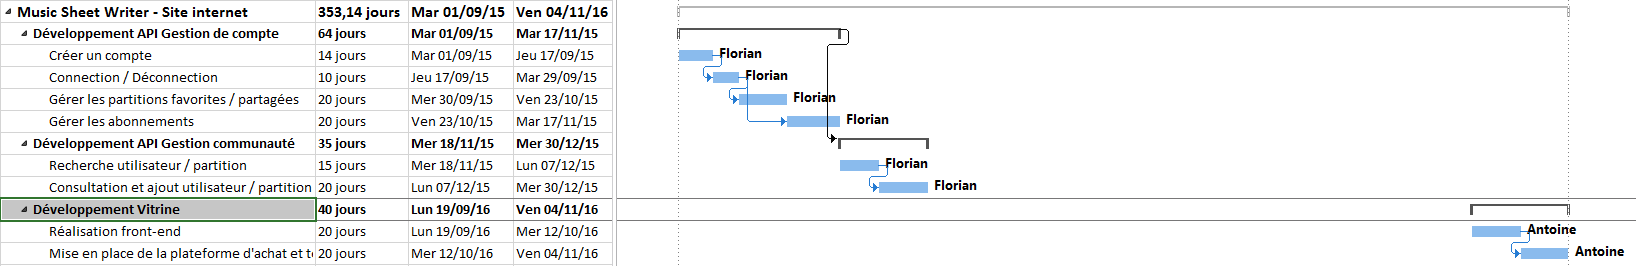 Music Sheet Writer - Site internet 353,14 jours Mar 01/09/15 Ven 04/11/16
Développement API Gestion de compte 64 jours Mar 01/09/15 Mar 17/11/15
Créer un compte 14 jours Mar 01/09/15 Jeu 17/09/15 Florian
Connection / Déconnection 10 jours Jeu 17/09/15 Mar 29/09/15 Florian
Gérer les partitions favorites / partagées 20 jours Mer 30/09/15 Ven 23/10/15 Florian
Gérer les abonnements 20 jours Ven 23/10/15 Mar 17/11/15 Florian
Développement API Gestion communauté 35 jours Mer 18/11/15 Mer 30/12/15
Recherche utilisateur / partition 15 jours Mer 18/11/15 Lun 07/12/15 Florian
Consultation et ajout utilisateur / partition 20 jours Lun 07/12/15 Mer 30/12/15 Florian
Développement Vitrine 40 jours Lun 19/09/16 Ven 04/11/16
Réalisation front-end 20 jours Lun 19/09/16 Mer 12/10/16 Antoine
Mise en place de la plateforme d'achat et 20 jours Mer 12/10/16 Ven 04/11/16 Antoine